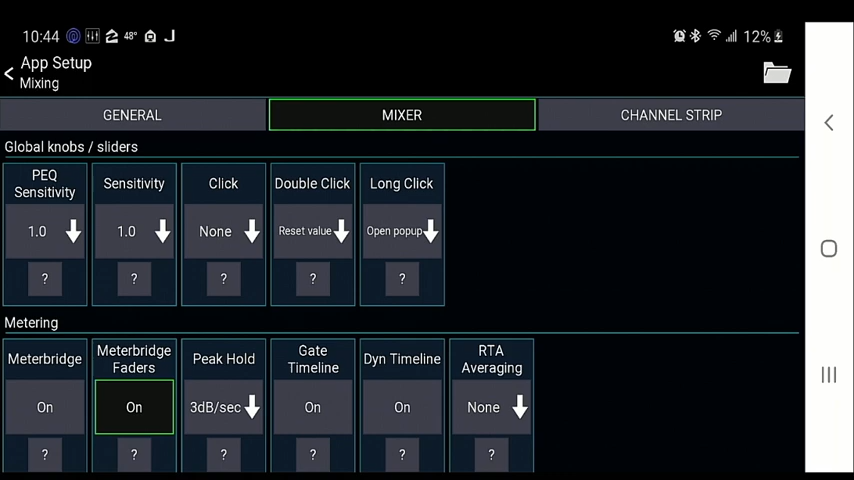 10:44 48° 12%
App Setup
Mixing
GENERAL MIXER CHANNEL STRIP
Global knobs / sliders
PEQ Sensitivity Sensitivity Click Double Click Long Click
1.0 1.0 None Reset value Open popup
? ? ? ? ?
Metering
Meterbridge Meterbridge Faders Peak Hold Gate Timeline Dyn Timeline RTA Averaging
On On 3dB/sec On On None
? ? ? ? ? ?